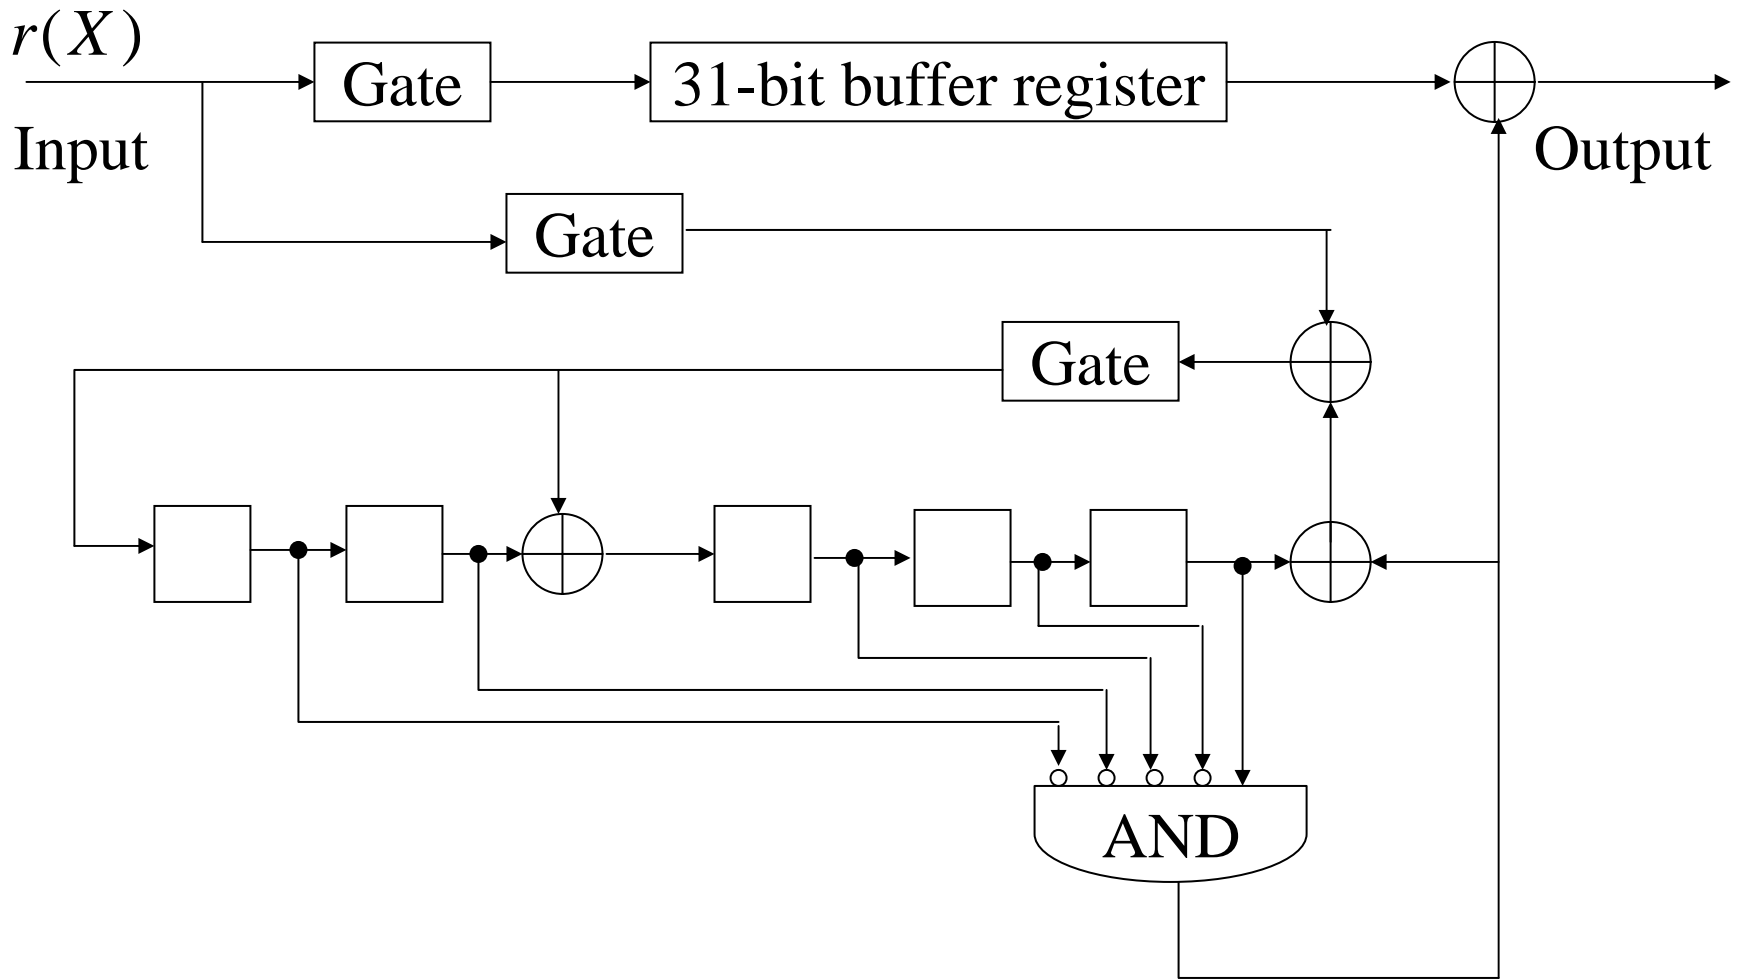 r(X)
Gate
31-bit buffer register
Input
Output
Gate
Gate
AND